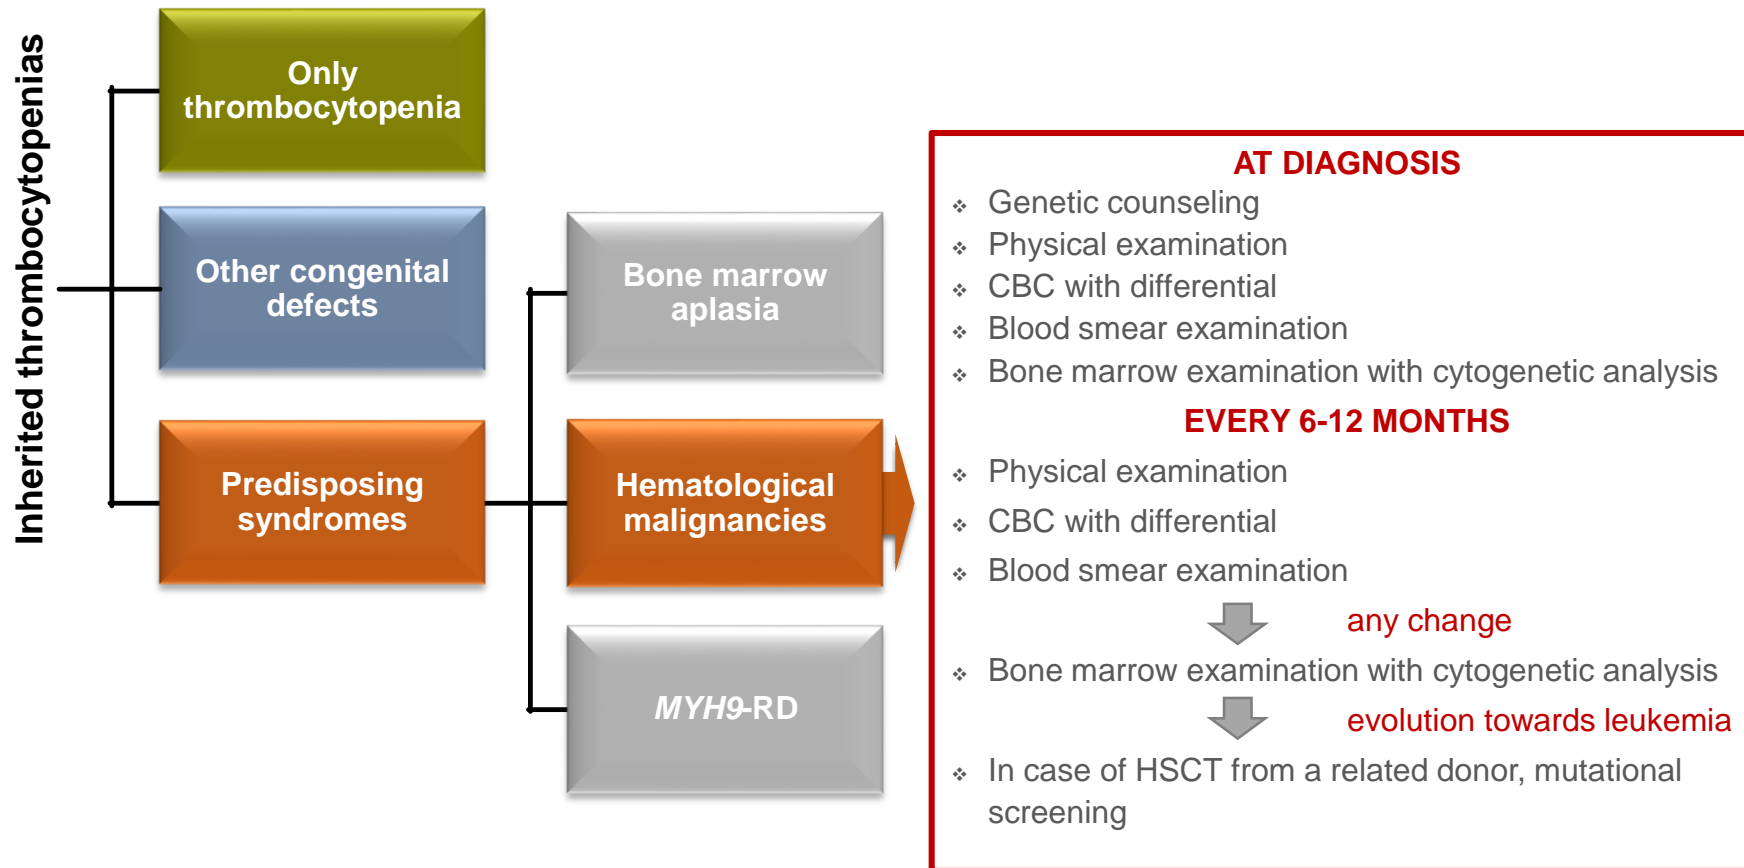 Inherited thrombocytopenias
Only
thrombocytopenia
Other congenital
defects
Predisposing
syndromes
Bone marrow
aplasia
Hematological
malignancies
MYH9-RD
AT DIAGNOSIS
❖ Genetic counseling
❖ Physical examination
❖ CBC with differential
❖ Blood smear examination
❖ Bone marrow examination with cytogenetic analysis
EVERY 6-12 MONTHS
❖ Physical examination
❖ CBC with differential
❖ Blood smear examination
any change
❖ Bone marrow examination with cytogenetic analysis
evolution towards leukemia
❖ In case of HSCT from a related donor, mutational
screening